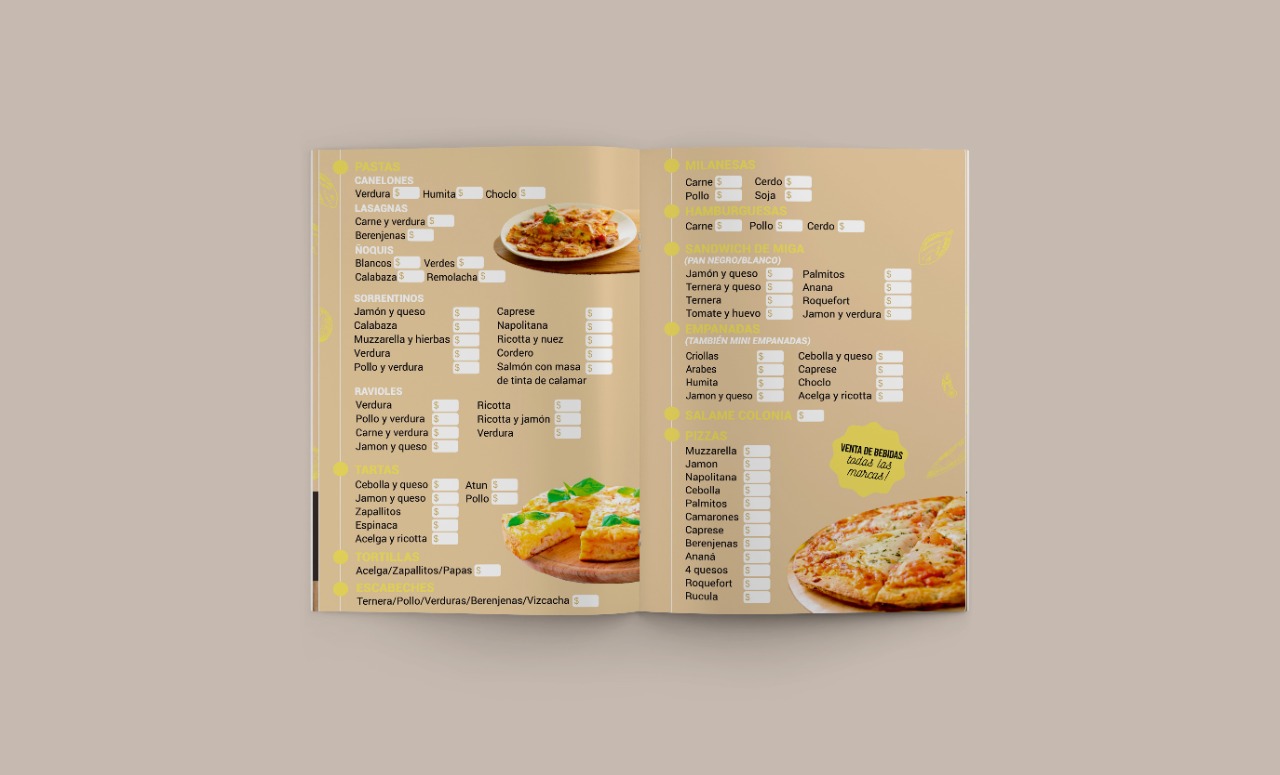 PASTAS
CANELONES
Verdura $ Humita $ Choclo $
LASAGNAS
Carne y verdura $
Berenjenas $
ÑOQUIS
Blancos $ Verdes $
Calabaza $ Remolacha $
SORRENTINOS
Jamón y queso $ Caprese $
Calabaza $ Napolitana $
Muzzarella y hierbas $ Ricotta y nuez $
Verdura $ Cordero $
Pollo y verdura $ Salmón con masa $
de tinta de calamar
RAVIOLES
Verdura $ Ricotta $
Pollo y verdura $ Ricotta y jamón $
Carne y verdura $ Verdura $
Jamon y queso $
TARTAS
Cebolla y queso $ Atun $
Jamon y queso $ Pollo $
Zapallitos $
Espinaca $
Acelga y ricotta $
TORTILLAS
Acelga/Zapallitos/Papas $
ESCABECHES
Ternera/Pollo/Verduras/Berenjenas/Vizcacha $
MILANESAS
Carne $ Cerdo $
Pollo $ Soja $
HAMBURGUESAS
Carne $ Pollo $ Cerdo $
SANDWICH DE MIGA
(PAN NEGRO/BLANCO)
Jamón y queso $ Palmitos $
Ternera y queso $ Anana $
Ternera $ Roquefort $
Tomate y huevo $ Jamon y verdura $
EMPANADAS
(TAMBIÉN MINI EMPANADAS)
Criollas $ Cebolla y queso $
Arabes $ Caprese $
Humita $ Choclo $
Jamon y queso $ Acelga y ricotta $
SALAME COLONIA $
PIZZAS
Muzzarella $
Jamon $
Napolitana $
Cebolla $
Palmitos $
Camarones $
Caprese $
Berenjenas $
Ananá $
4 quesos $
Roquefort $
Rucula $
VENTA DE BEBIDAS
todas las
marcas!